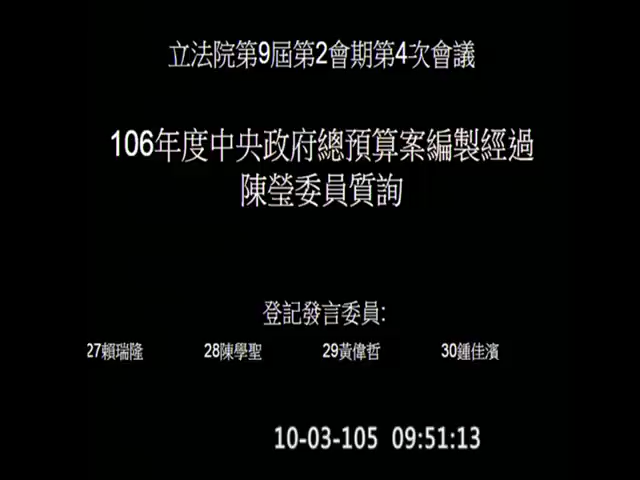 立法院第9屆第2會期第4次會議
106年度中央政府總預算案編製經過
陳瑩委員質詢
登記發言委員:
27賴瑞隆 28陳學聖 29黃偉哲 30鍾佳濱
10-03-105 09:51:13